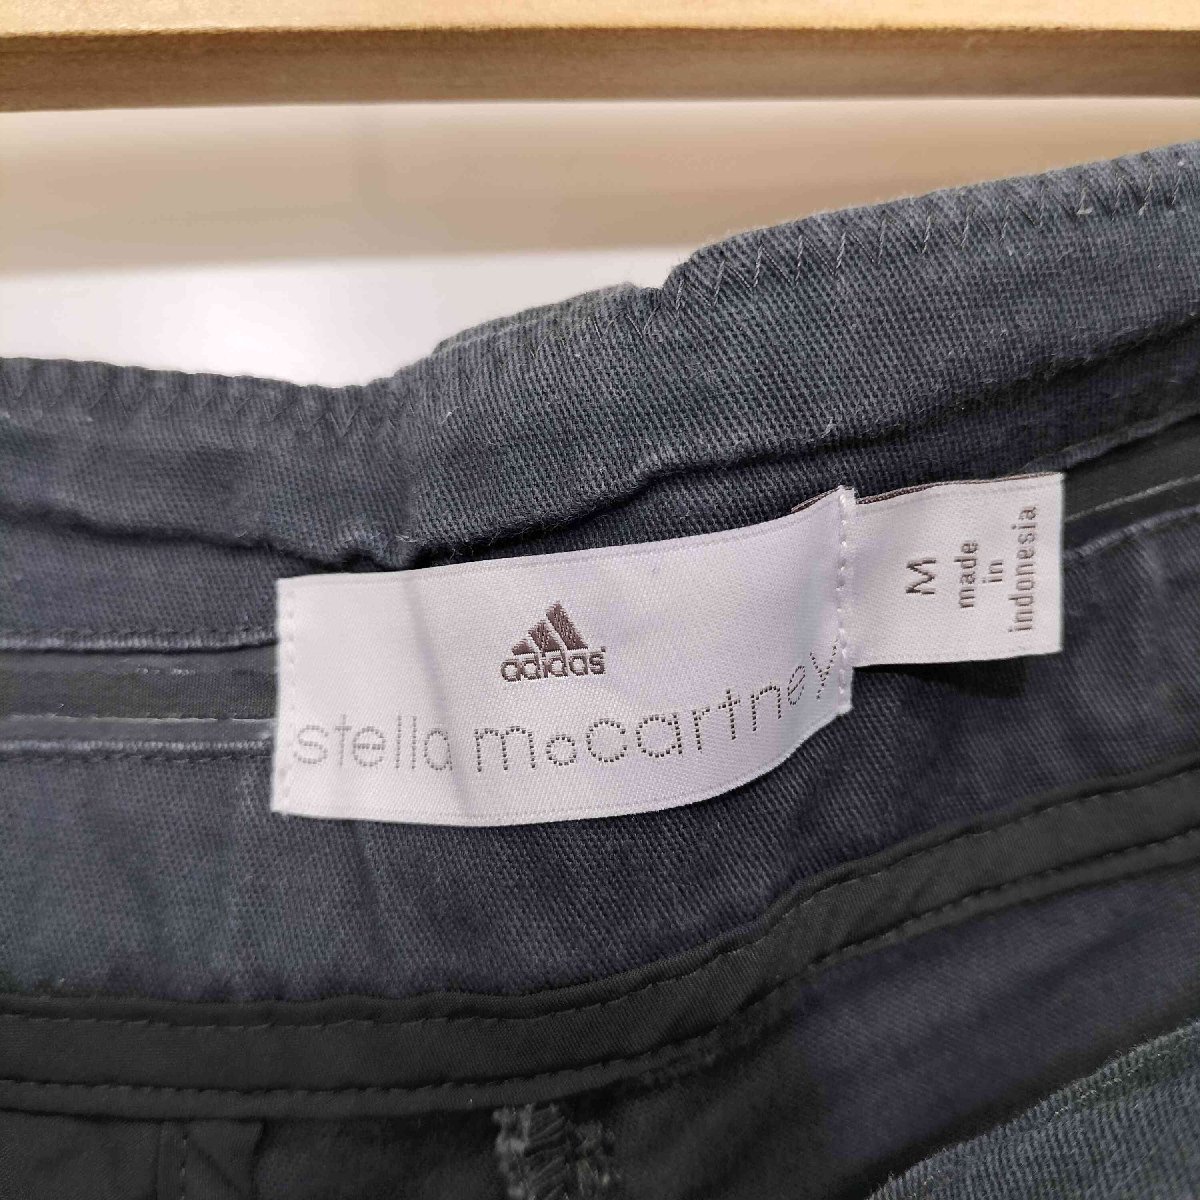 adidas
stella mccartney
M
made
in
indonesia